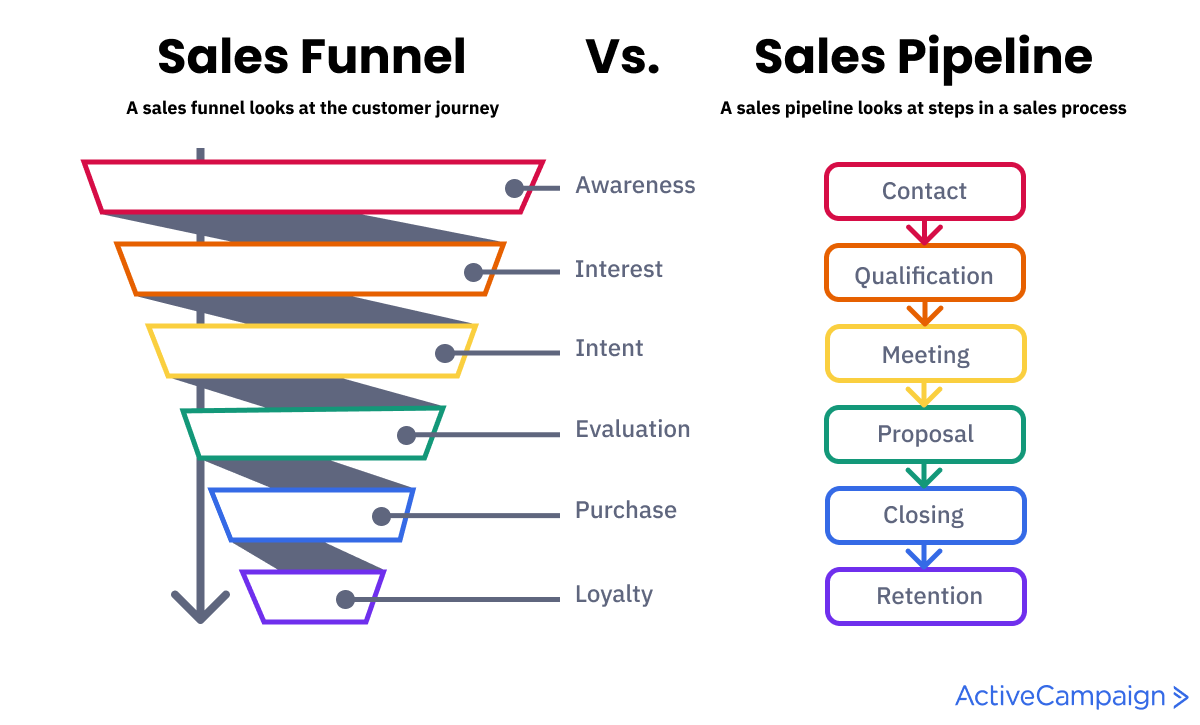 Sales Funnel
Vs.
Sales Pipeline
A sales funnel looks at the customer journey
A sales pipeline looks at steps in a sales process
Awareness
Interest
Intent
Evaluation
Purchase
Loyalty
Contact
Qualification
Meeting
Proposal
Closing
Retention
ActiveCampaign